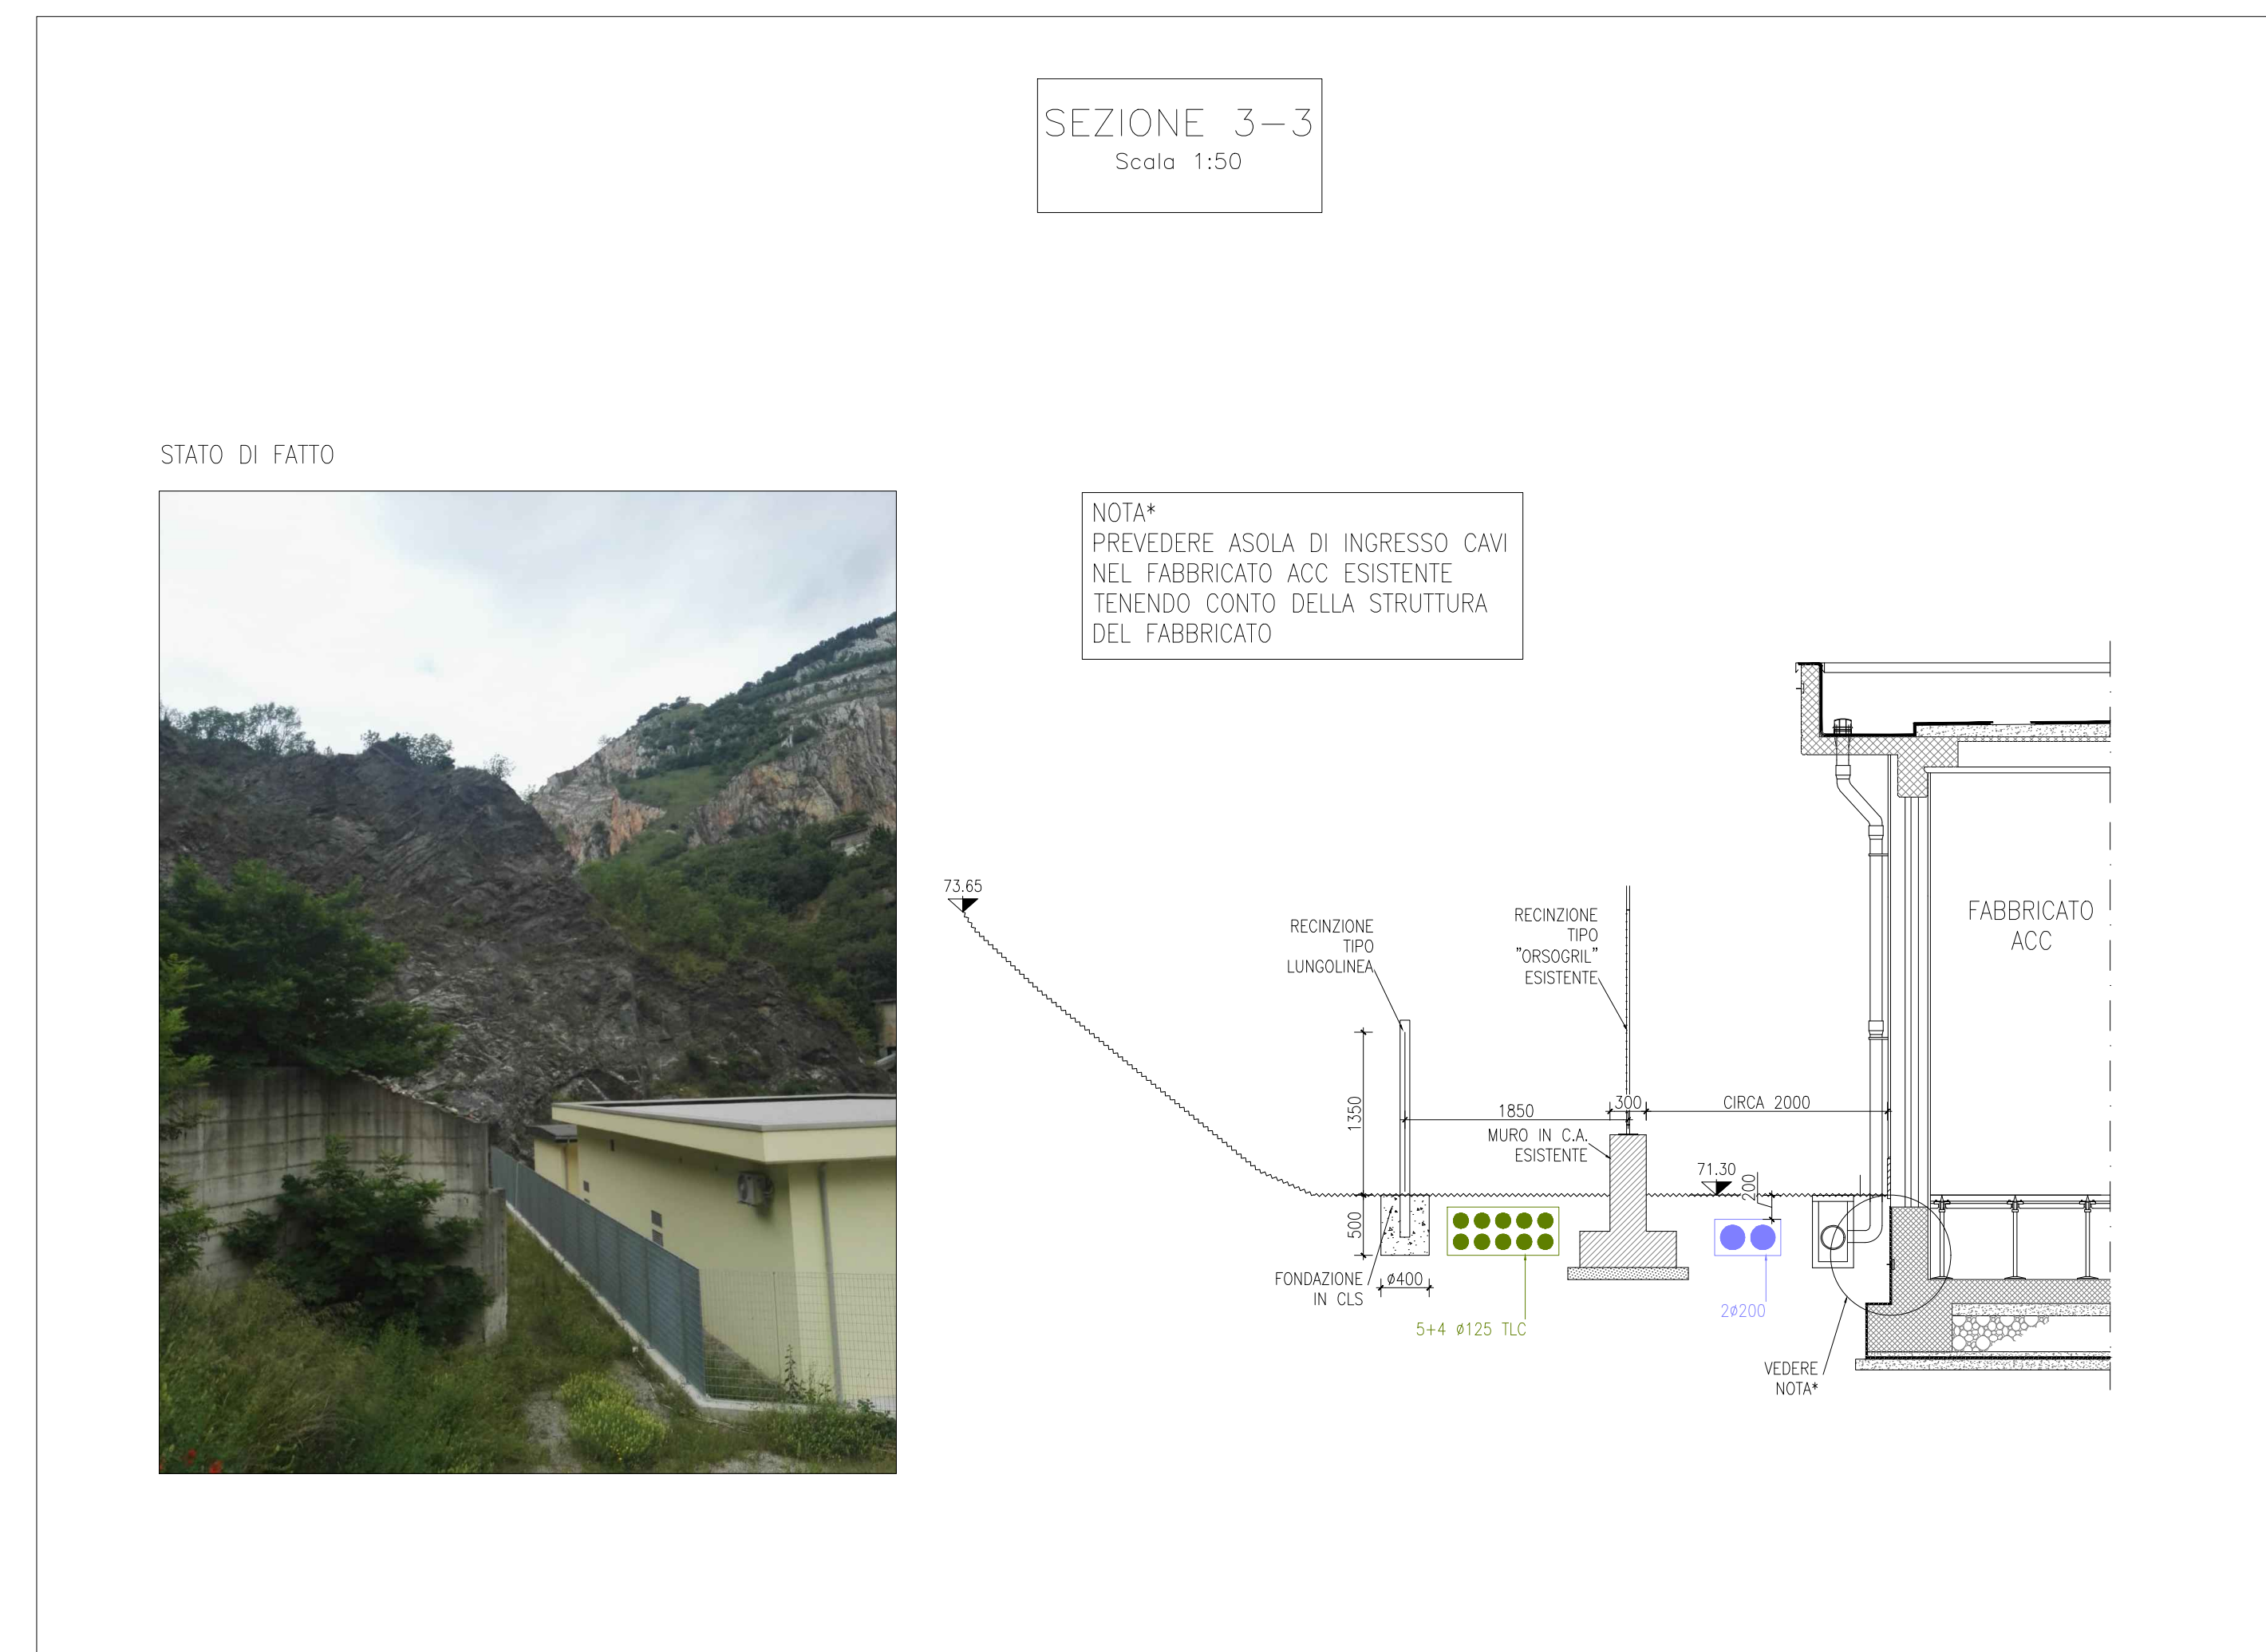 SEZIONE 3-3
Scala 1:50
STATO DI FATTO
NOTA*
PREVEDERE ASOLA DI INGRESSO CAVI
NEL FABBRICATO ACC ESISTENTE
TENENDO CONTO DELLA STRUTTURA
DEL FABBRICATO
73.65
RECINZIONE
TIPO
LUNGOLINEA
RECINZIONE
TIPO
"ORSOGRIL"
ESISTENTE
FABBRICATO
ACC
1350
1850
300
CIRCA 2000
MURO IN C.A.
ESISTENTE
71.30
200
500
FONDAZIONE
IN CLS
ø400
5+4 ø125 TLC
2ø200
VEDERE
NOTA*